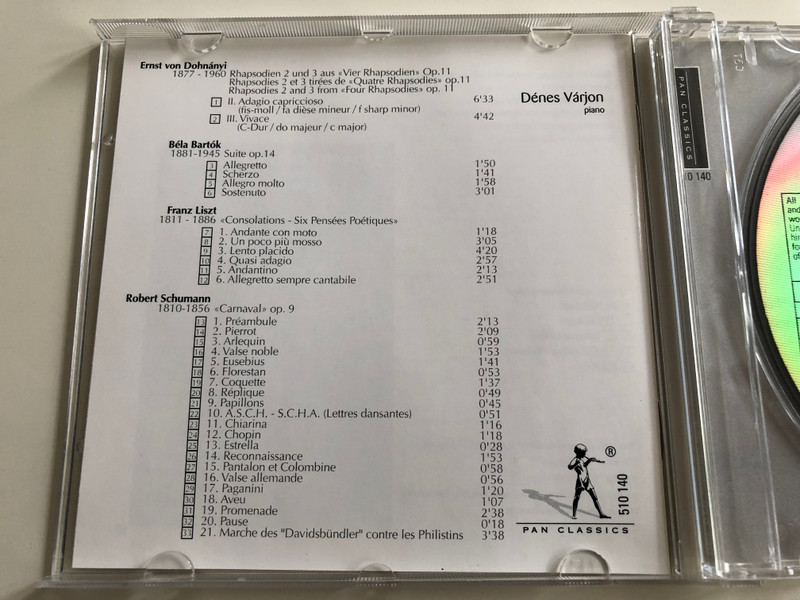 Ernst von Dohnányi
1877 - 1960 Rhapsodien 2 und 3 aus «Vier Rhapsodien» Op.11
Rhapsodies 2 et 3 tirées de «Quatre Rhapsodies» op.11
Rhapsodies 2 and 3 from «Four Rhapsodies» op. 11
1 II. Adagio capriccioso 6'33
(fis-moll / fa dièse mineur / f sharp minor)
2 III. Vivace 4'42
(C-Dur / do majeur / c major)
Dénes Várjon
piano
Béla Bartók
1881-1945 Suite op.14
3 Allegretto 1'50
4 Scherzo 1'41
5 Allegro molto 1'58
6 Sostenuto 3'01
Franz Liszt
1811 - 1886 «Consolations - Six Pensées Poétiques»
7 1. Andante con moto 1'18
8 2. Un poco più mosso 3'05
9 3. Lento placido 4'20
10 4. Quasi adagio 2'57
11 5. Andantino 2'13
12 6. Allegretto sempre cantabile 2'51
Robert Schumann
1810-1856 «Carnaval» op. 9
13 1. Préambule 2'13
14 2. Pierrot 2'09
15 3. Arlequin 0'59
16 4. Valse noble 1'53
17 5. Eusebius 1'41
18 6. Florestan 0'53
19 7. Coquette 1'37
20 8. Réplique 0'49
21 9. Papillons 0'45
22 10. A.S.C.H. - S.C.H.A. (Lettres dansantes) 0'51
23 11. Chiarina 1'16
24 12. Chopin 1'18
25 13. Estrella 0'28
26 14. Reconnaissance 1'53
27 15. Pantalon et Colombine 0'58
28 16. Valse allemande 0'56
29 17. Paganini 1'20
30 18. Aveu 1'07
31 19. Promenade 2'38
32 20. Pause 0'18
33 21. Marche des "Davidsbündler" contre les Philistins 3'38
®
510 140
PAN CLASSICS
PAN CLASSICS
0 140
All
and